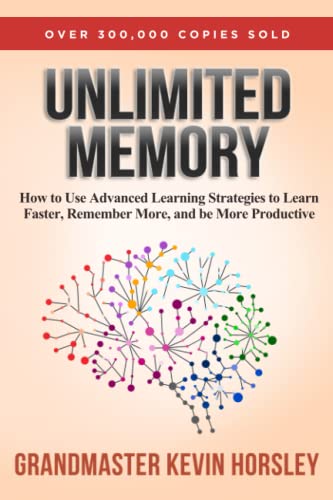 OVER 300,000 COPIES SOLD
UNLIMITED
MEMORY
How to Use Advanced Learning Strategies to Learn
Faster, Remember More, and be More Productive
GRANDMASTER KEVIN HORSLEY